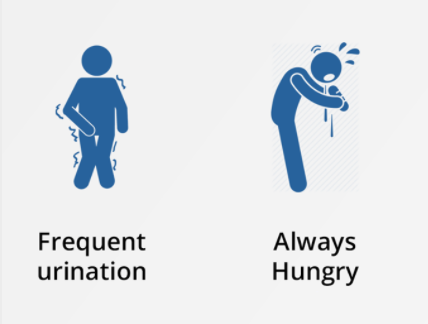 Frequent
urination
Always
Hungry